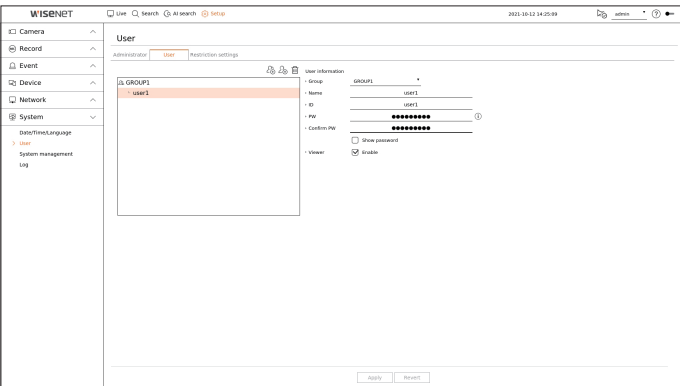 WISENET
Live Search AI search Setup 2021-10-12 14:25:09 admin ?
Camera
Record
Event
Device
Network
System
Date/Time/Language
> User
System management
Log
User
Administrator User Restriction settings
GROUP1
user1
User information
Group GROUP1
Name user1
ID user1
PW ●●●●●●●●●
Confirm PW ●●●●●●●●●
Show password
Viewer Enable
Apply Revert